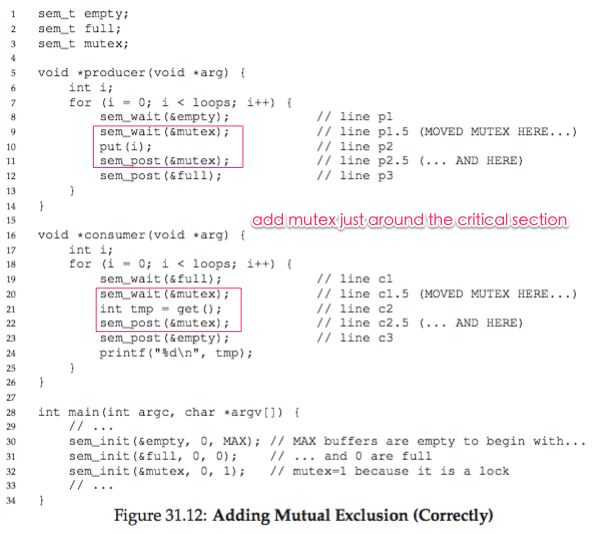 1 sem_t empty;
2 sem_t full;
3 sem_t mutex;
4
5 void *producer(void *arg) {
6     int i;
7     for (i = 0; i < loops; i++) {
8         sem_wait(&empty);           // line p1
9         sem_wait(&mutex);           // line p1.5 (MOVED MUTEX HERE...)
10         put(i);                     // line p2
11         sem_post(&mutex);           // line p2.5 (... AND HERE)
12         sem_post(&full);            // line p3
13     }
14 }
15
add mutex just around the critical section
16 void *consumer(void *arg) {
17     int i;
18     for (i = 0; i < loops; i++) {
19         sem_wait(&full);            // line c1
20         sem_wait(&mutex);           // line c1.5 (MOVED MUTEX HERE...)
21         int tmp = get();            // line c2
22         sem_post(&mutex);           // line c2.5 (... AND HERE)
23         sem_post(&empty);           // line c3
24         printf("%d\n", tmp);
25     }
26 }
27
28 int main(int argc, char *argv[]) {
29     // ...
30     sem_init(&empty, 0, MAX); // MAX buffers are empty to begin with...
31     sem_init(&full, 0, 0);    // ... and 0 are full
32     sem_init(&mutex, 0, 1);   // mutex=1 because it is a lock
33     // ...
34 }
Figure 31.12: Adding Mutual Exclusion (Correctly)